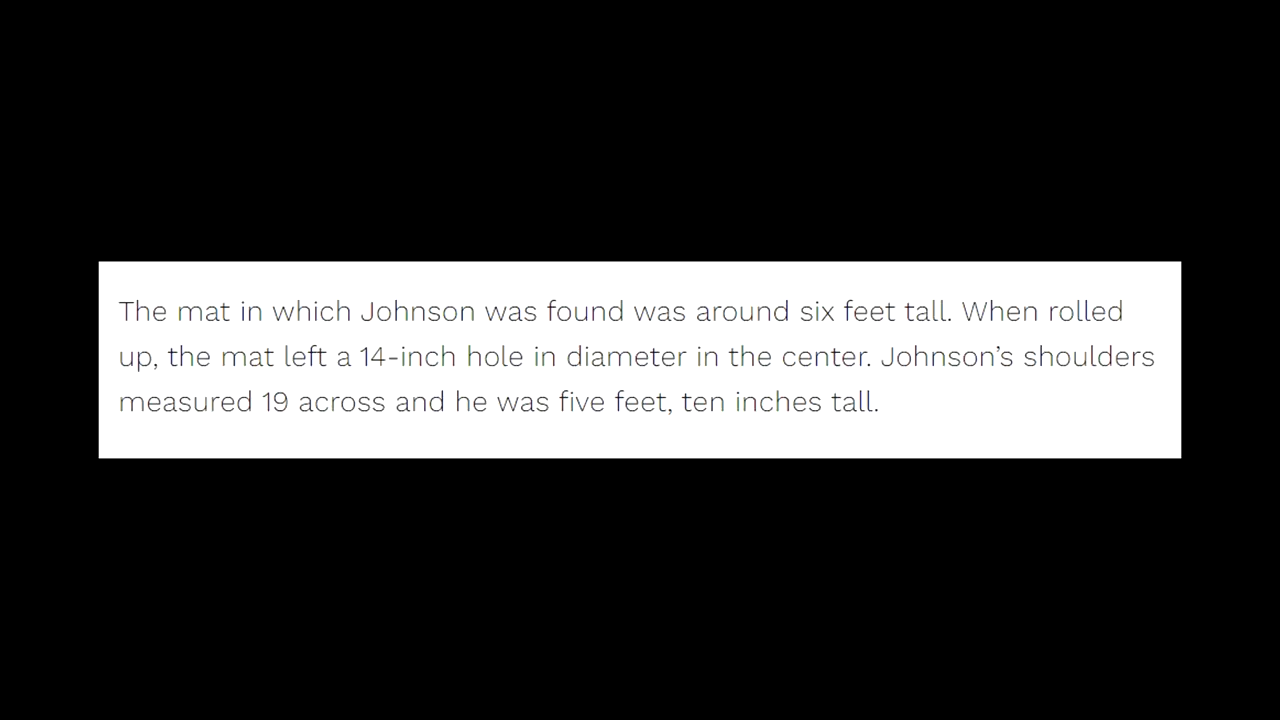 The mat in which Johnson was found was around six feet tall. When rolled
up, the mat left a 14-inch hole in diameter in the center. Johnson’s shoulders
measured 19 across and he was five feet, ten inches tall.